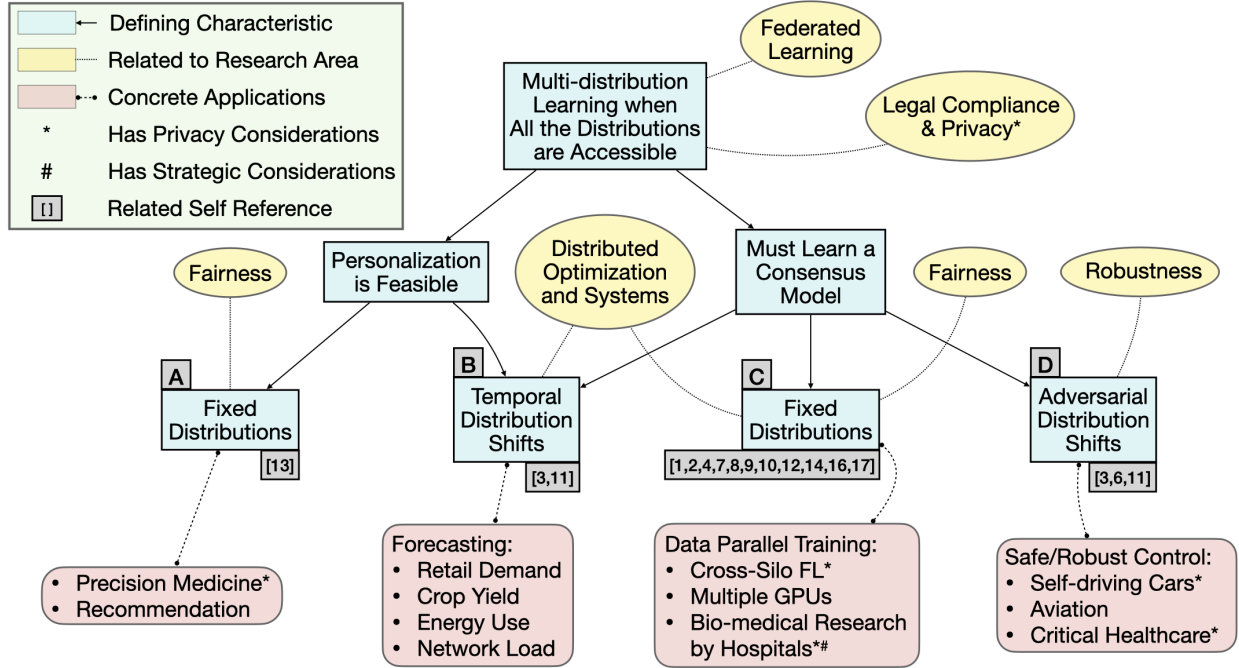 Defining Characteristic
Related to Research Area
Concrete Applications
* Has Privacy Considerations
# Has Strategic Considerations
[ ] Related Self Reference
Federated
Learning
Multi-distribution
Learning when
All the Distributions
are Accessible
Legal Compliance
& Privacy*
Fairness
Personalization
is Feasible
Distributed
Optimization
and Systems
Must Learn a
Consensus
Model
Fairness
Robustness
A
Fixed
Distributions
[13]
B
Temporal
Distribution
Shifts
[3,11]
C
Fixed
Distributions
[1,2,4,7,8,9,10,12,14,16,17]
D
Adversarial
Distribution
Shifts
[3,6,11]
• Precision Medicine*
• Recommendation
Forecasting:
• Retail Demand
• Crop Yield
• Energy Use
• Network Load
Data Parallel Training:
• Cross-Silo FL*
• Multiple GPUs
• Bio-medical Research
by Hospitals*#
Safe/Robust Control:
• Self-driving Cars*
• Aviation
• Critical Healthcare*